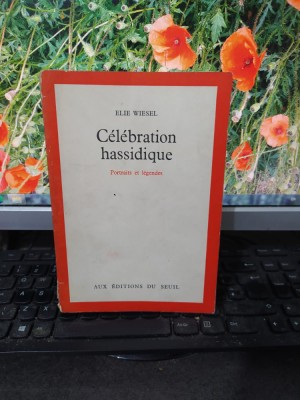 ELIE WIESEL
Célébration
hassidique
Portraits et légendes
AUX ÉDITIONS DU SEUIL